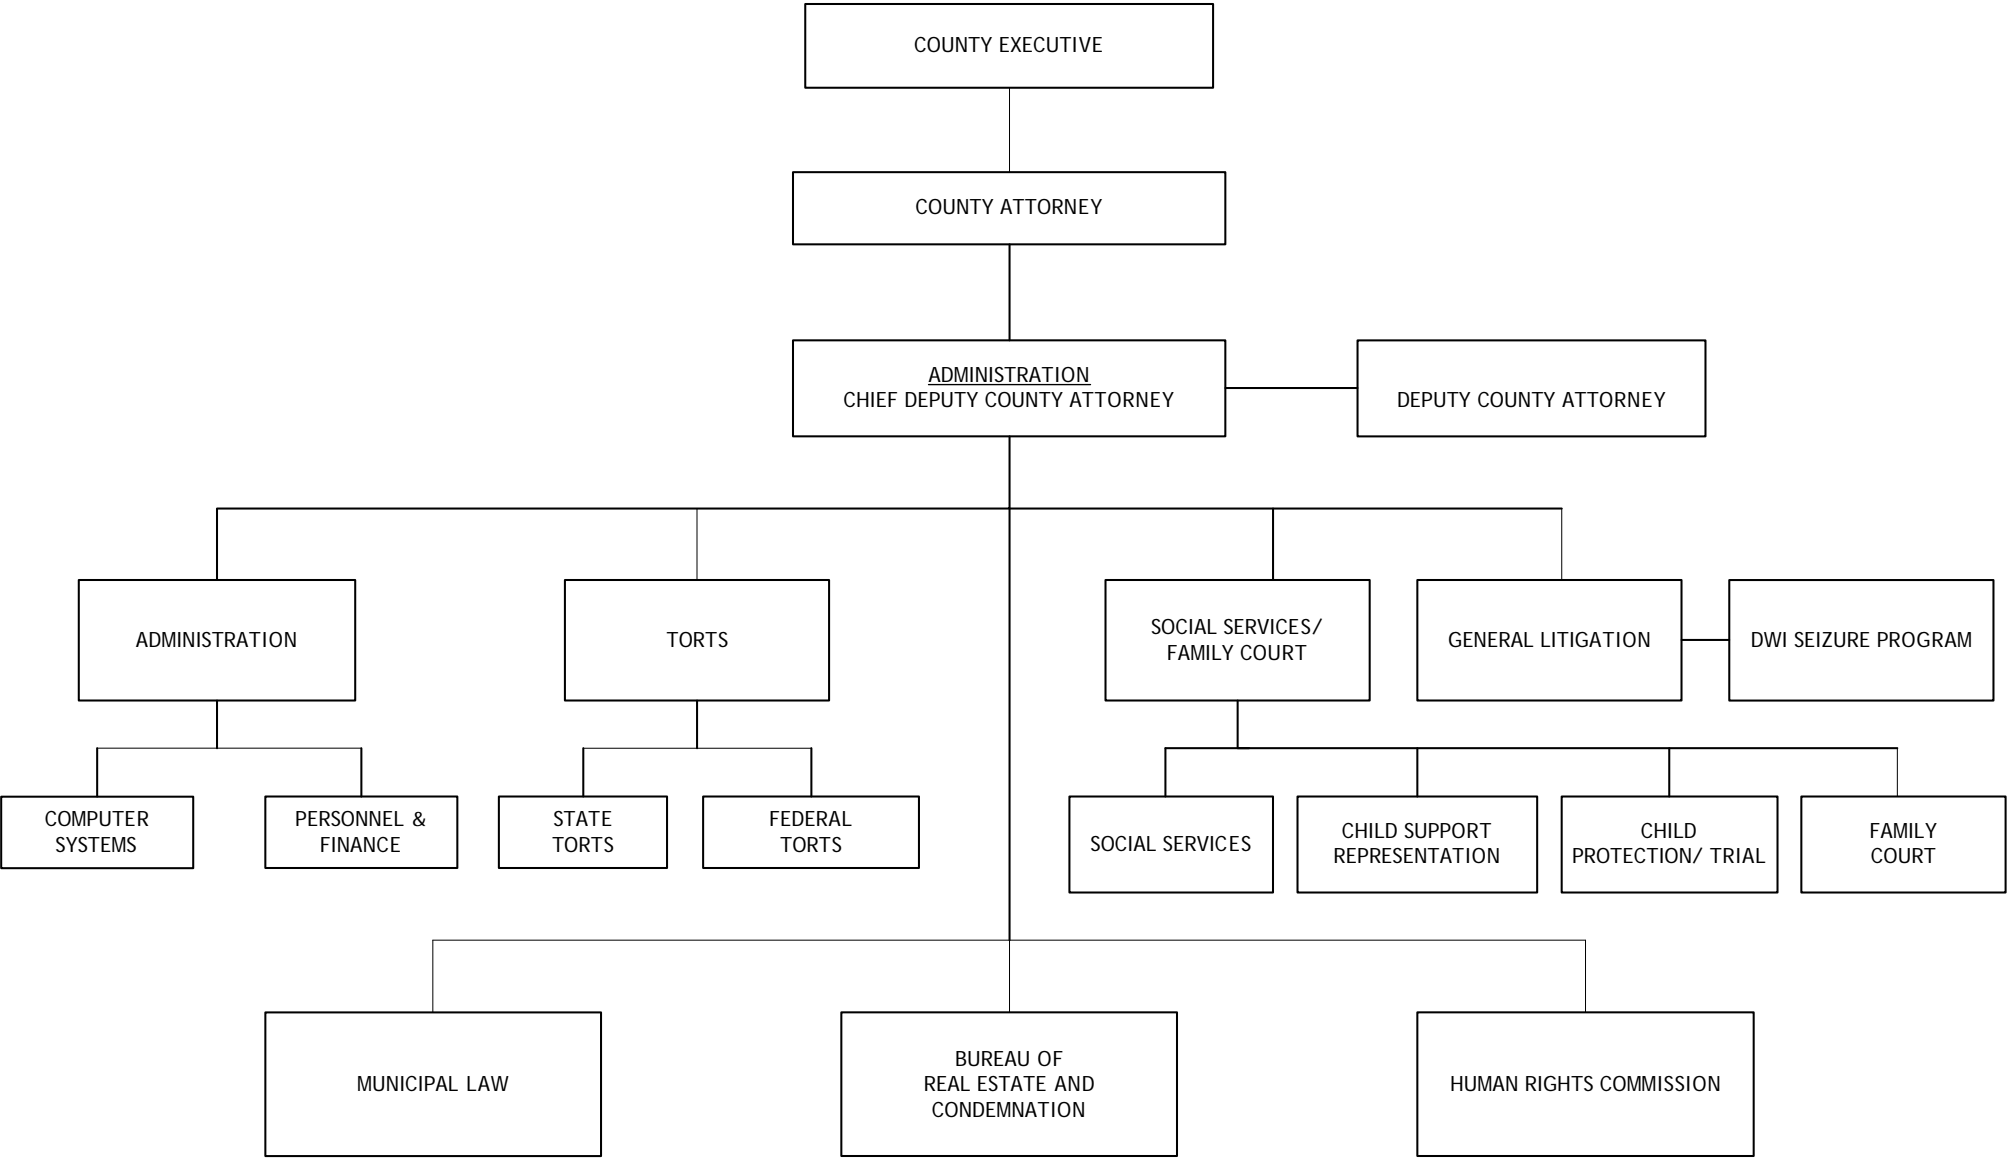 COUNTY EXECUTIVE
COUNTY ATTORNEY
ADMINISTRATION
CHIEF DEPUTY COUNTY ATTORNEY
DEPUTY COUNTY ATTORNEY
ADMINISTRATION
TORTS
SOCIAL SERVICES/
FAMILY COURT
GENERAL LITIGATION
DWI SEIZURE PROGRAM
COMPUTER
SYSTEMS
PERSONNEL &
FINANCE
STATE
TORTS
FEDERAL
TORTS
SOCIAL SERVICES
CHILD SUPPORT
REPRESENTATION
CHILD
PROTECTION/ TRIAL
FAMILY
COURT
MUNICIPAL LAW
BUREAU OF
REAL ESTATE AND
CONDEMNATION
HUMAN RIGHTS COMMISSION